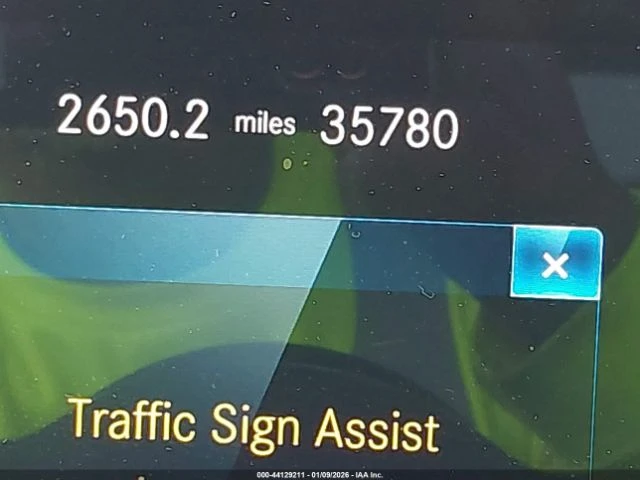 2650.2 miles 35780
Traffic Sign Assist
000-44129211 - 01/09/2026 - IAA Inc.